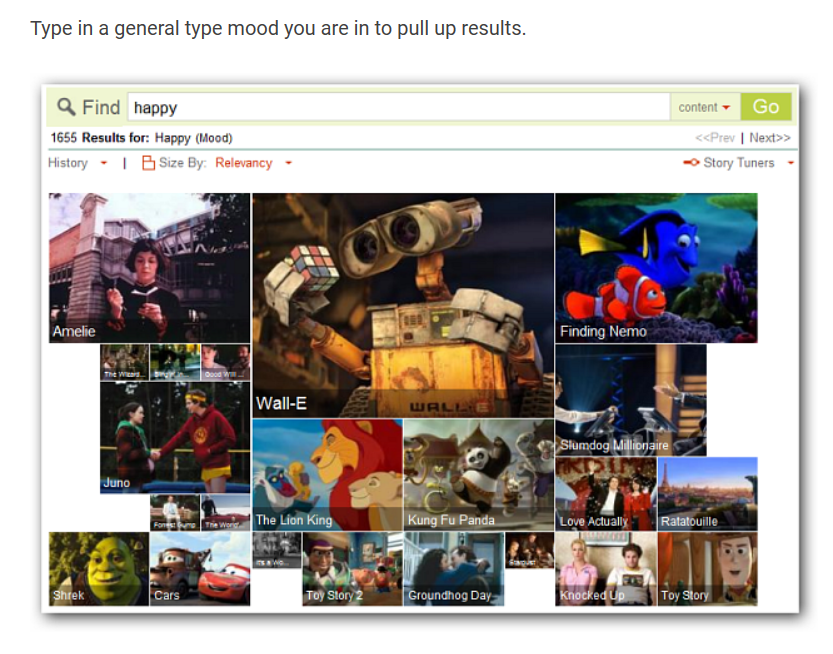 Type in a general type mood you are in to pull up results.
Find happy content Go
1655 Results for: Happy (Mood) <<Prev | Next>>
History | Size By: Relevancy Story Tuners
Amelie
Finding Nemo
The Wizard... Good Will ...
Wall-E
WALL·E
Slumdog Millionaire
Juno
The Lion King
Kung Fu Panda
Love Actually
Ratatouille
Forrest Gump The World'
It's a Wo...
Stardust
Shrek
Cars
Toy Story 2
Groundhog Day
Knocked Up
Toy Story